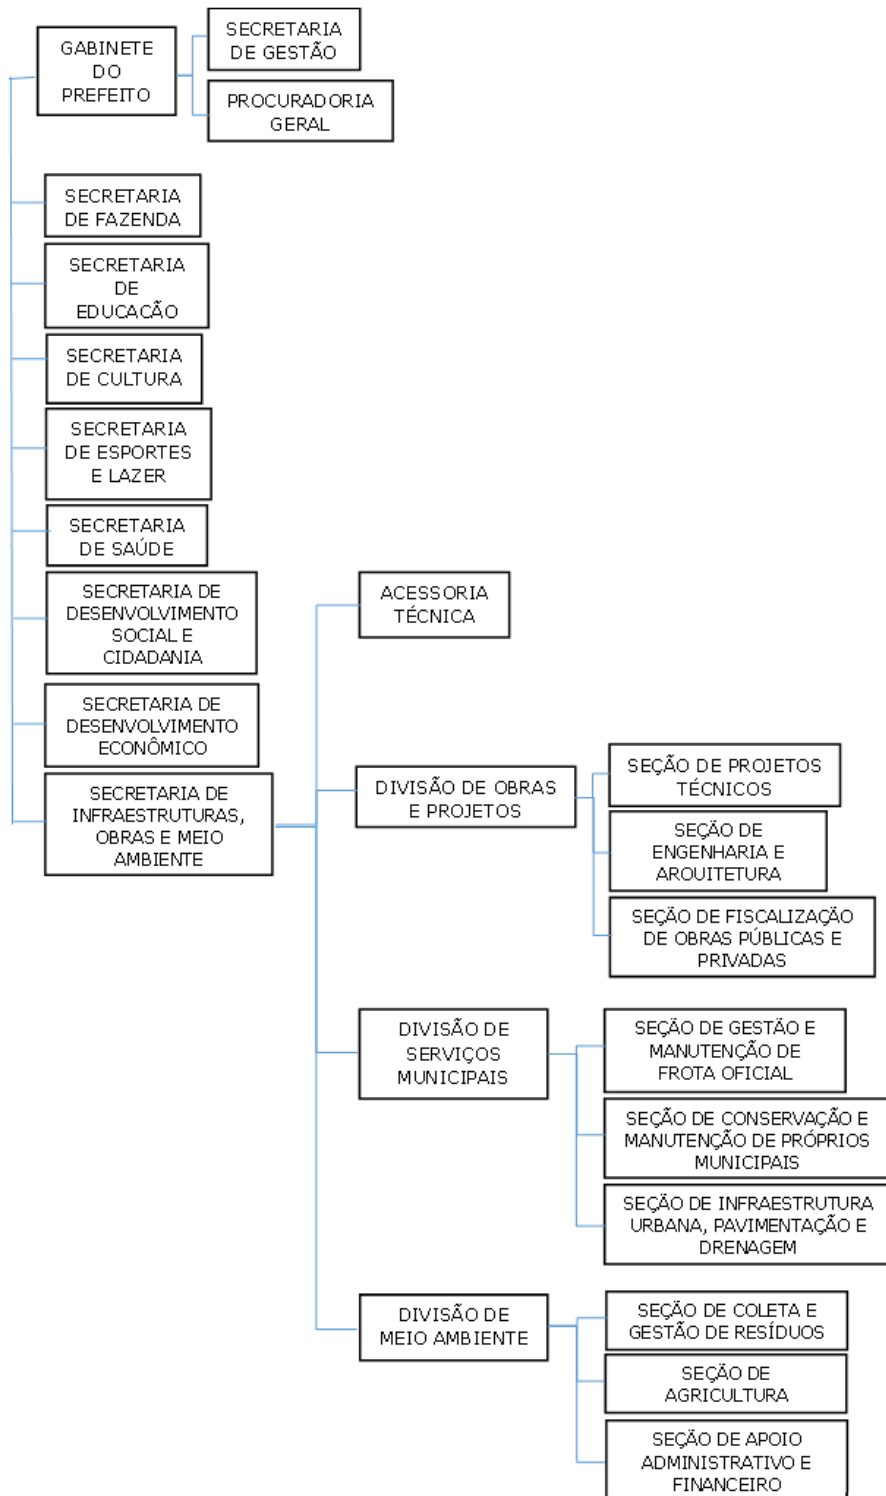 GABINETE
DO
PREFEITO
SECRETARIA
DE GESTÃO
PROCURADORIA
GERAL
SECRETARIA
DE FAZENDA
SECRETARIA
DE
EDUCACÃO
SECRETARIA
DE CULTURA
SECRETARIA
DE ESPORTES
E LAZER
SECRETARIA
DE SAÚDE
SECRETARIA DE
DESENVOLVIMENTO
SOCIAL E
CIDADANIA
SECRETARIA DE
DESENVOLVIMENTO
ECONÔMICO
SECRETARIA DE
INFRAESTRUTURAS,
OBRAS E MEIO
AMBIENTE
ACESSORIA
TÉCNICA
DIVISÃO DE OBRAS
E PROJETOS
SEÇÃO DE PROJETOS
TÉCNICOS
SEÇÃO DE
ENGENHARIA E
AROUITETURA
SEÇÃO DE FISCALIZAÇÃO
DE OBRAS PÚBLICAS E
PRIVADAS
DIVISÃO DE
SERVIÇOS
MUNICIPAIS
SEÇÃO DE GESTÃO E
MANUTENÇÃO DE
FROTA OFICIAL
SEÇÃO DE CONSERVAÇÃO E
MANUTENÇÃO DE PRÓPRIOS
MUNICIPAIS
SEÇÃO DE INFRAESTRUTURA
URBANA, PAVIMENTAÇÃO E
DRENAGEM
DIVISÃO DE
MEIO AMBIENTE
SEÇÃO DE COLETA E
GESTÃO DE RESÍDUOS
SEÇÃO DE
AGRICULTURA
SEÇÃO DE APOIO
ADMINISTRATIVO E
FINANCEIRO